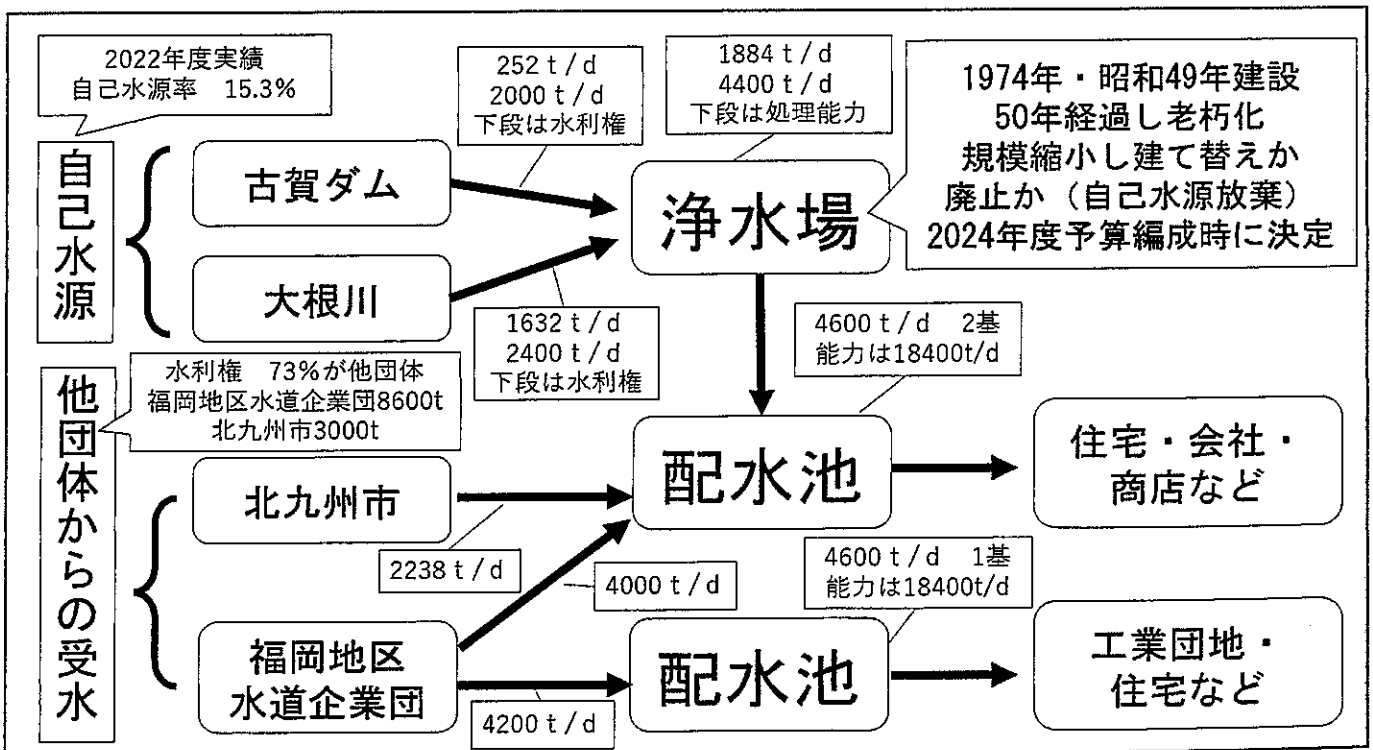 2022年度実績
自己水源率 15.3%
252 t/d
2000 t/d
下段は水利権
1884 t/d
4400 t/d
下段は処理能力
1974年・昭和49年建設
50年経過し老朽化
規模縮小し建て替えか
廃止か(自己水源放棄)
2024年度予算編成時に決定
自己水源
古賀ダム
浄水場
大根川
1632 t/d
2400 t/d
下段は水利権
4600 t/d 2基
能力は18400t/d
他団体からの受水
水利権 73%が他団体
福岡地区水道企業団8600t
北九州市3000t
北九州市
配水池
住宅・会社・
商店など
2238 t/d
4000 t/d
4600 t/d 1基
能力は18400t/d
福岡地区
水道企業団
配水池
工業団地・
住宅など
4200 t/d